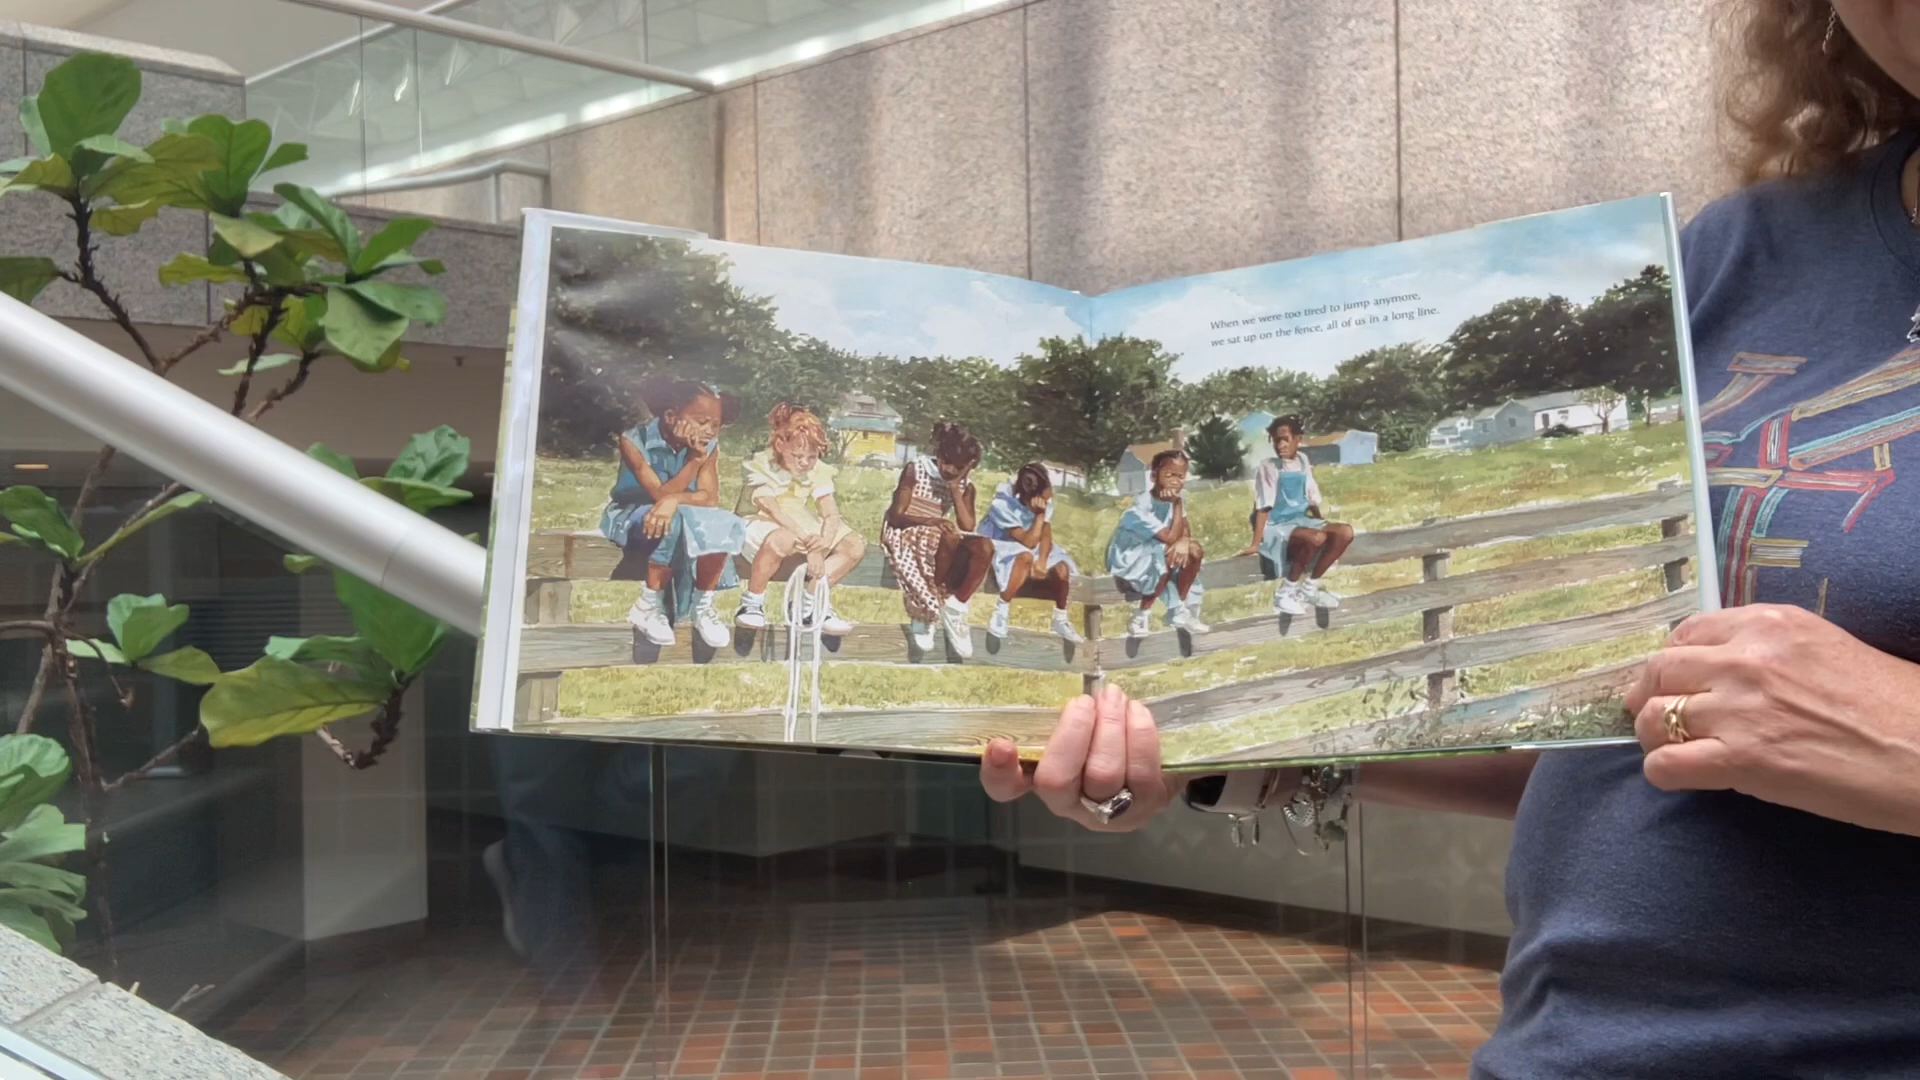 When we were too tired to jump anymore,
we sat up on the fence, all of us in a long line.